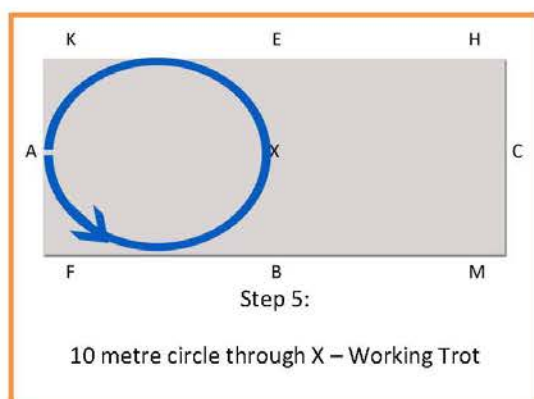 K E H
A X C
F B M
Step 5:
10 metre circle through X – Working Trot